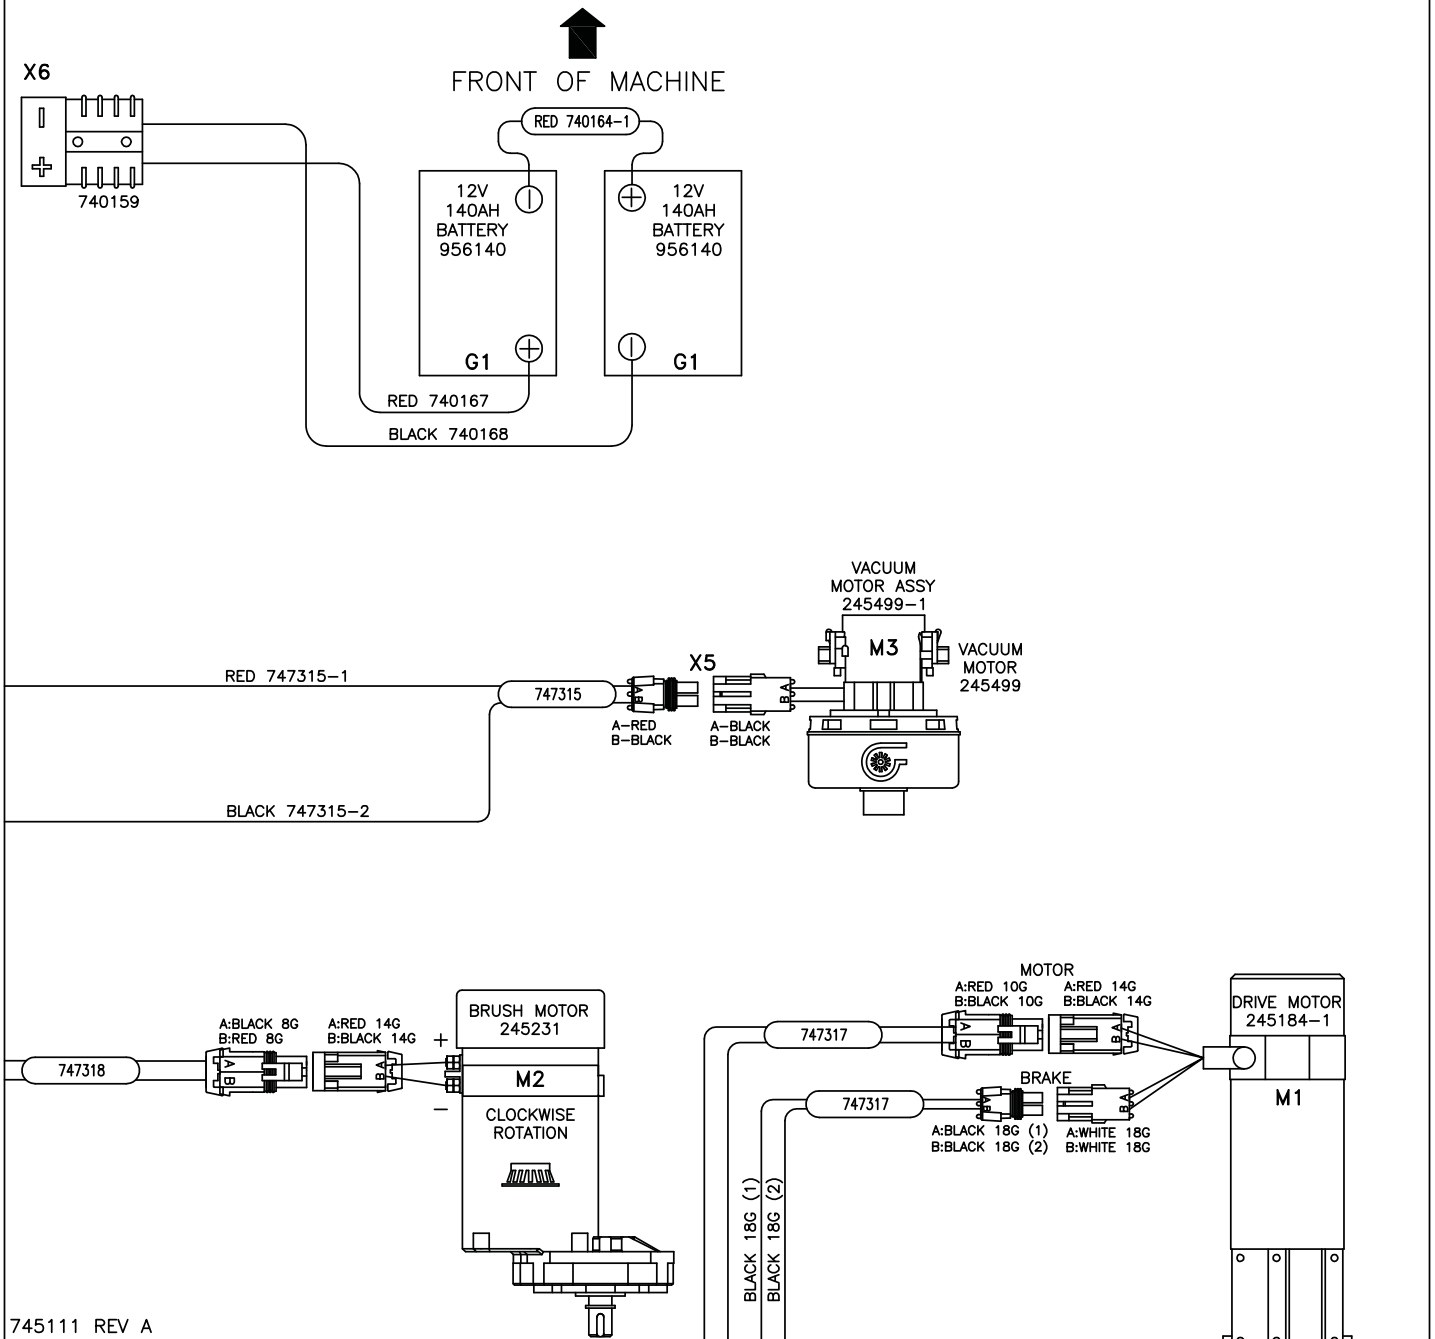 X6
740159
FRONT OF MACHINE
RED 740164-1
12V
140AH
BATTERY
956140
G1
12V
140AH
BATTERY
956140
G1
RED 740167
BLACK 740168
VACUUM
MOTOR ASSY
245499-1
M3
VACUUM
MOTOR
245499
RED 747315-1
747315
X5
A
B
A
B
A-RED
B-BLACK
A-BLACK
B-BLACK
BLACK 747315-2
747318
A:BLACK 8G
B:RED 8G
A:RED 14G
B:BLACK 14G
A
B
A
B
BRUSH MOTOR
245231
M2
CLOCKWISE
ROTATION
MOTOR
A:RED 10G
B:BLACK 10G
A:RED 14G
B:BLACK 14G
747317
A
B
A
B
DRIVE MOTOR
245184-1
M1
BRAKE
747317
A
B
A
B
A:BLACK 18G (1)
B:BLACK 18G (2)
A:WHITE 18G
B:WHITE 18G
BLACK 18G (1)
BLACK 18G (2)
745111 REV A